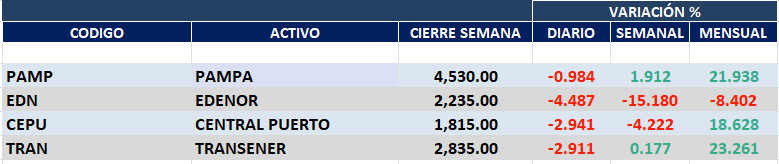 VARIACIÓN %
CODIGO ACTIVO CIERRE SEMANA DIARIO SEMANAL MENSUAL
PAMP PAMPA 4,530.00 -0.984 1.912 21.938
EDN EDENOR 2,235.00 -4.487 -15.180 -8.402
CEPU CENTRAL PUERTO 1,815.00 -2.941 -4.222 18.628
TRAN TRANSENER 2,835.00 -2.911 0.177 23.261